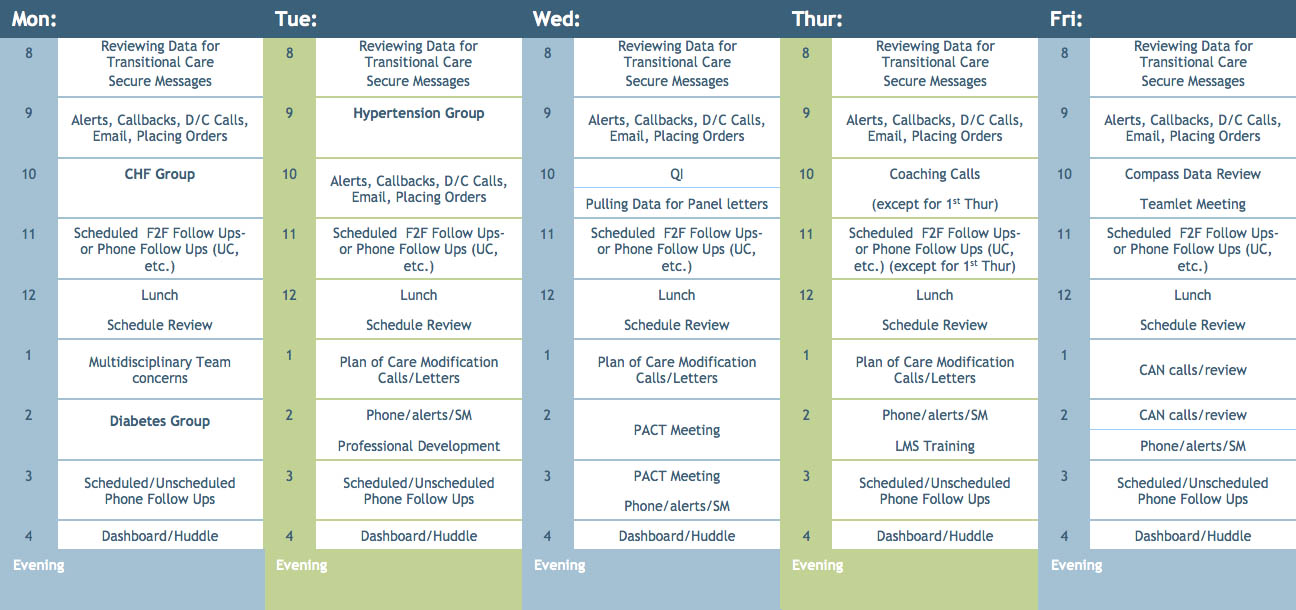 Mon:
Tue:
Wed:
Thur:
Fri:
8
Reviewing Data for
Transitional Care
Secure Messages
8
Reviewing Data for
Transitional Care
Secure Messages
8
Reviewing Data for
Transitional Care
Secure Messages
8
Reviewing Data for
Transitional Care
Secure Messages
8
Reviewing Data for
Transitional Care
Secure Messages
9
Alerts, Callbacks, D/C Calls,
Email, Placing Orders
9
Hypertension Group
9
Alerts, Callbacks, D/C Calls,
Email, Placing Orders
9
Alerts, Callbacks, D/C Calls,
Email, Placing Orders
9
Alerts, Callbacks, D/C Calls,
Email, Placing Orders
10
CHF Group
10
Alerts, Callbacks, D/C Calls,
Email, Placing Orders
10
QI
Pulling Data for Panel letters
10
Coaching Calls
(except for 1st Thur)
10
Compass Data Review
Teamlet Meeting
11
Scheduled F2F Follow Ups-
or Phone Follow Ups (UC,
etc.)
11
Scheduled F2F Follow Ups-
or Phone Follow Ups (UC,
etc.)
11
Scheduled F2F Follow Ups-
or Phone Follow Ups (UC,
etc.)
11
Scheduled F2F Follow Ups-
or Phone Follow Ups (UC,
etc.) (except for 1st Thur)
11
Scheduled F2F Follow Ups-
or Phone Follow Ups (UC,
etc.)
12
Lunch
Schedule Review
12
Lunch
Schedule Review
12
Lunch
Schedule Review
12
Lunch
Schedule Review
12
Lunch
Schedule Review
1
Multidisciplinary Team
concerns
1
Plan of Care Modification
Calls/Letters
1
Plan of Care Modification
Calls/Letters
1
Plan of Care Modification
Calls/Letters
1
CAN calls/review
2
Diabetes Group
2
Phone/alerts/SM
Professional Development
2
PACT Meeting
2
Phone/alerts/SM
LMS Training
2
CAN calls/review
Phone/alerts/SM
3
Scheduled/Unscheduled
Phone Follow Ups
3
Scheduled/Unscheduled
Phone Follow Ups
3
PACT Meeting
Phone/alerts/SM
3
Scheduled/Unscheduled
Phone Follow Ups
3
Scheduled/Unscheduled
Phone Follow Ups
4
Dashboard/Huddle
4
Dashboard/Huddle
4
Dashboard/Huddle
4
Dashboard/Huddle
4
Dashboard/Huddle
Evening
Evening
Evening
Evening
Evening